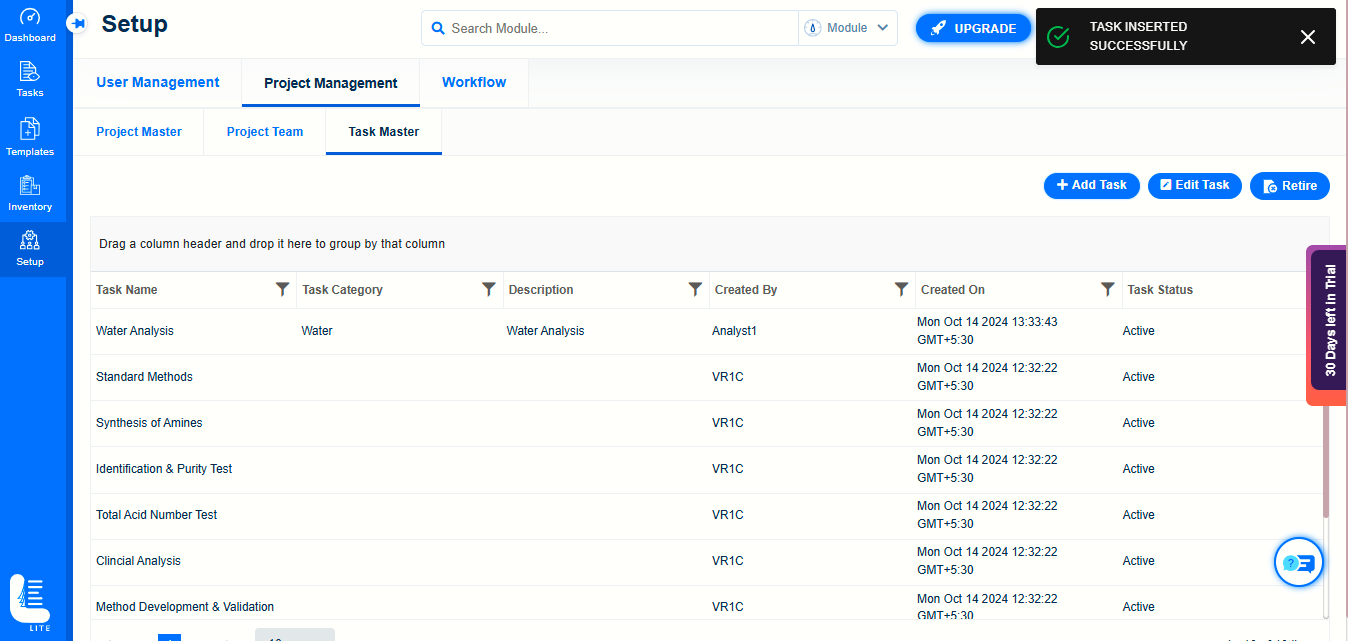 Setup
Search Module...
Module
UPGRADE
TASK INSERTED
SUCCESSFULLY
Dashboard
Tasks
Templates
Inventory
Setup
LITE
User Management
Project Management
Workflow
Project Master
Project Team
Task Master
Add Task
Edit Task
Retire
Drag a column header and drop it here to group by that column
Task Name Task Category Description Created By Created On Task Status
Water Analysis Water Water Analysis Analyst1 Mon Oct 14 2024 13:33:43 GMT+5:30 Active
Standard Methods VR1C Mon Oct 14 2024 12:32:22 GMT+5:30 Active
Synthesis of Amines VR1C Mon Oct 14 2024 12:32:22 GMT+5:30 Active
Identification & Purity Test VR1C Mon Oct 14 2024 12:32:22 GMT+5:30 Active
Total Acid Number Test VR1C Mon Oct 14 2024 12:32:22 GMT+5:30 Active
Clincial Analysis VR1C Mon Oct 14 2024 12:32:22 GMT+5:30 Active
Method Development & Validation VR1C Mon Oct 14 2024 12:32:22 GMT+5:30 Active
30 Days left In Trial